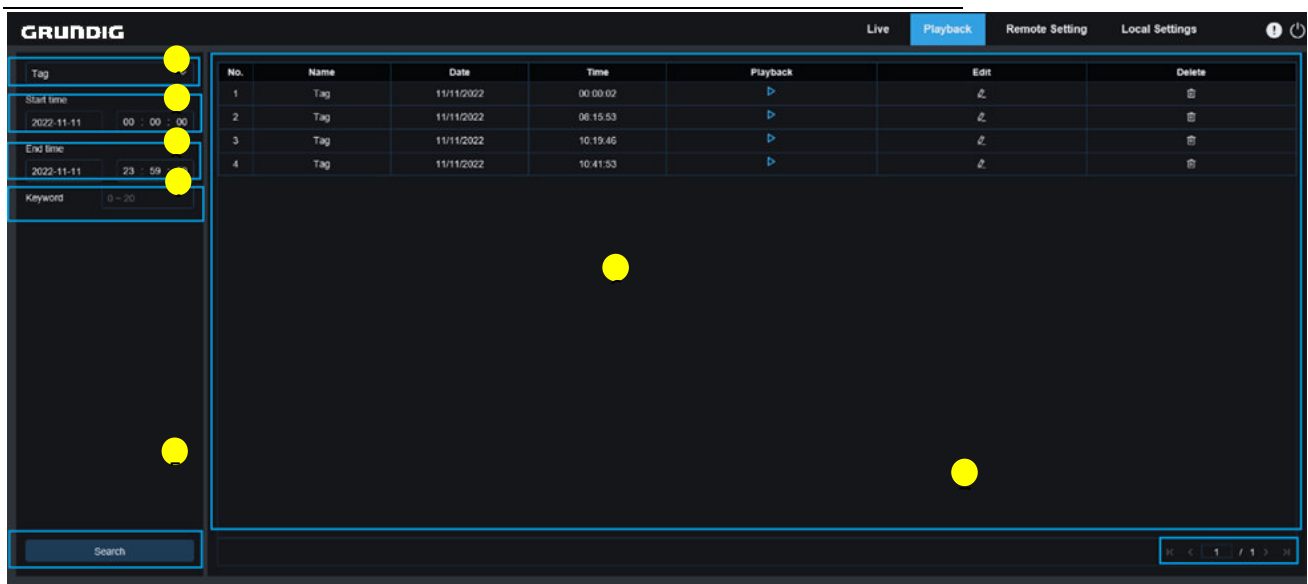 GRUNDIG Live Playback Remote Setting Local Settings
Tag
Start time
2022-11-11 00 : 00 : 00
End time
2022-11-11 23 : 59
Keyword 0 ~ 20
Search
No. Name Date Time Playback Edit Delete
1 Tag 11/11/2022 00:00:02
2 Tag 11/11/2022 08:15:53
3 Tag 11/11/2022 10:19:46
4 Tag 11/11/2022 10:41:53
1 / 1